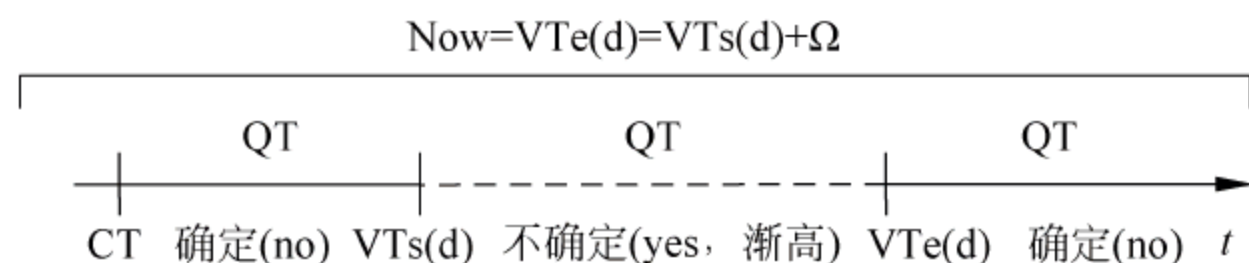 Now=VTe(d)=VTs(d)+Ω
QT QT QT
CT 确定(no) VTs(d) 不确定(yes，渐高) VTe(d) 确定(no) t